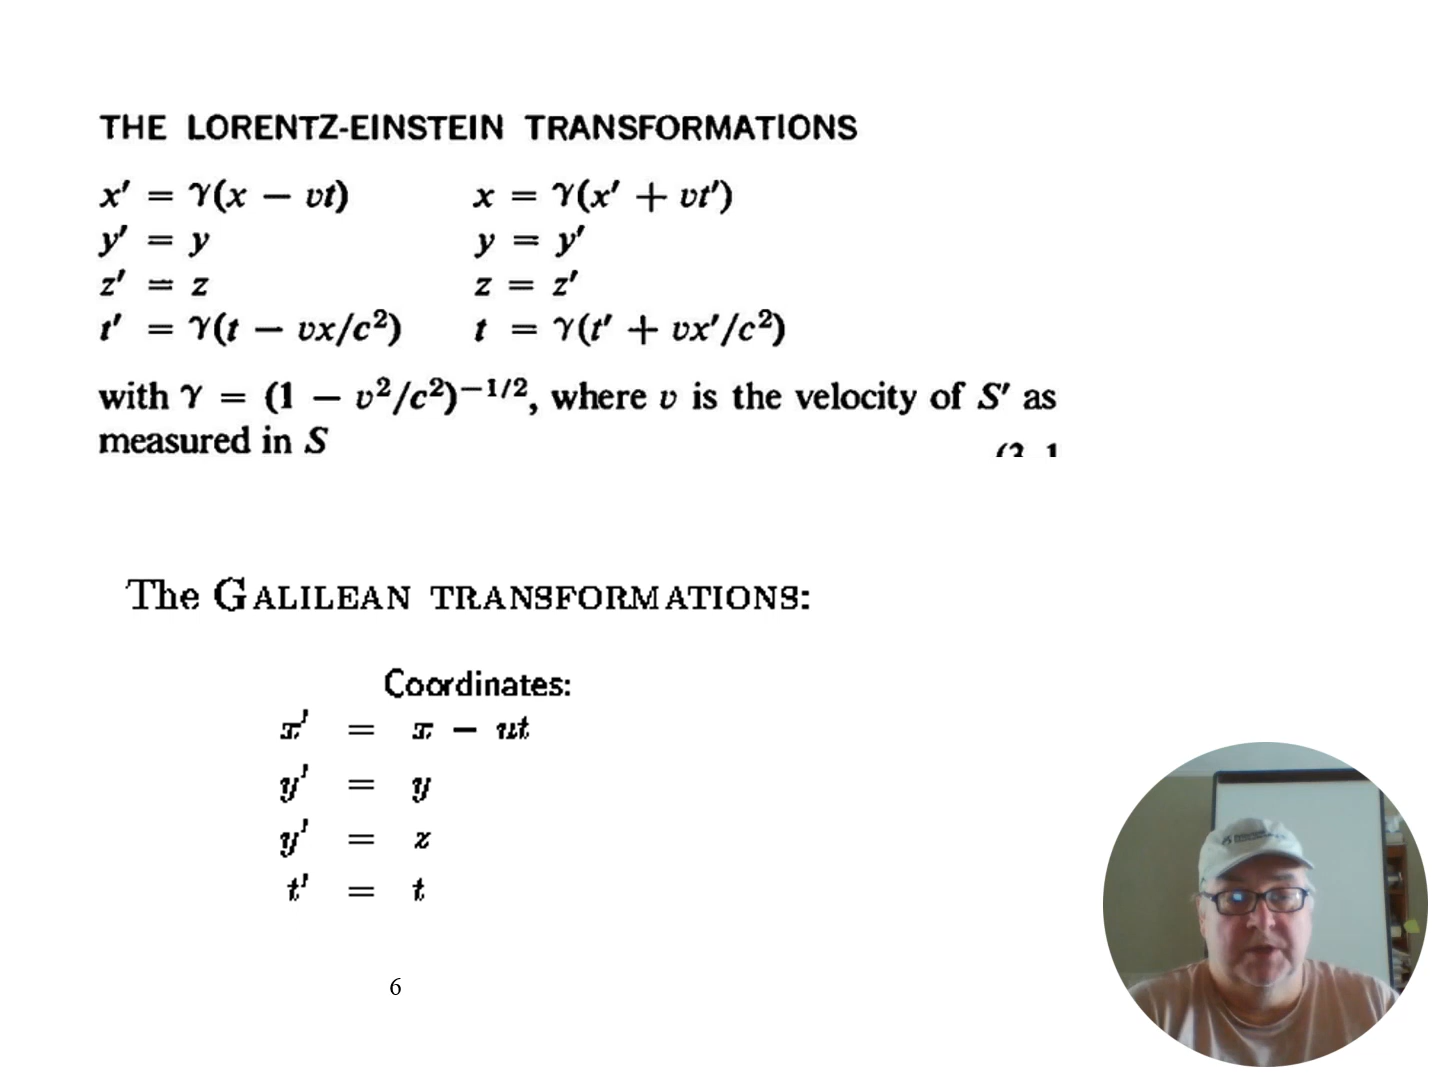 THE LORENTZ-EINSTEIN TRANSFORMATIONS
x′ = γ(x − vt) x = γ(x′ + vt′)
y′ = y y = y′
z′ = z z = z′
t′ = γ(t − vx/c²) t = γ(t′ + vx′/c²)
with γ = (1 − v²/c²)⁻¹/², where v is the velocity of S′ as
measured in S
The GALILEAN TRANSFORMATIONS:
Coordinates:
x′ = x − ut
y′ = y
y′ = z
t′ = t
6